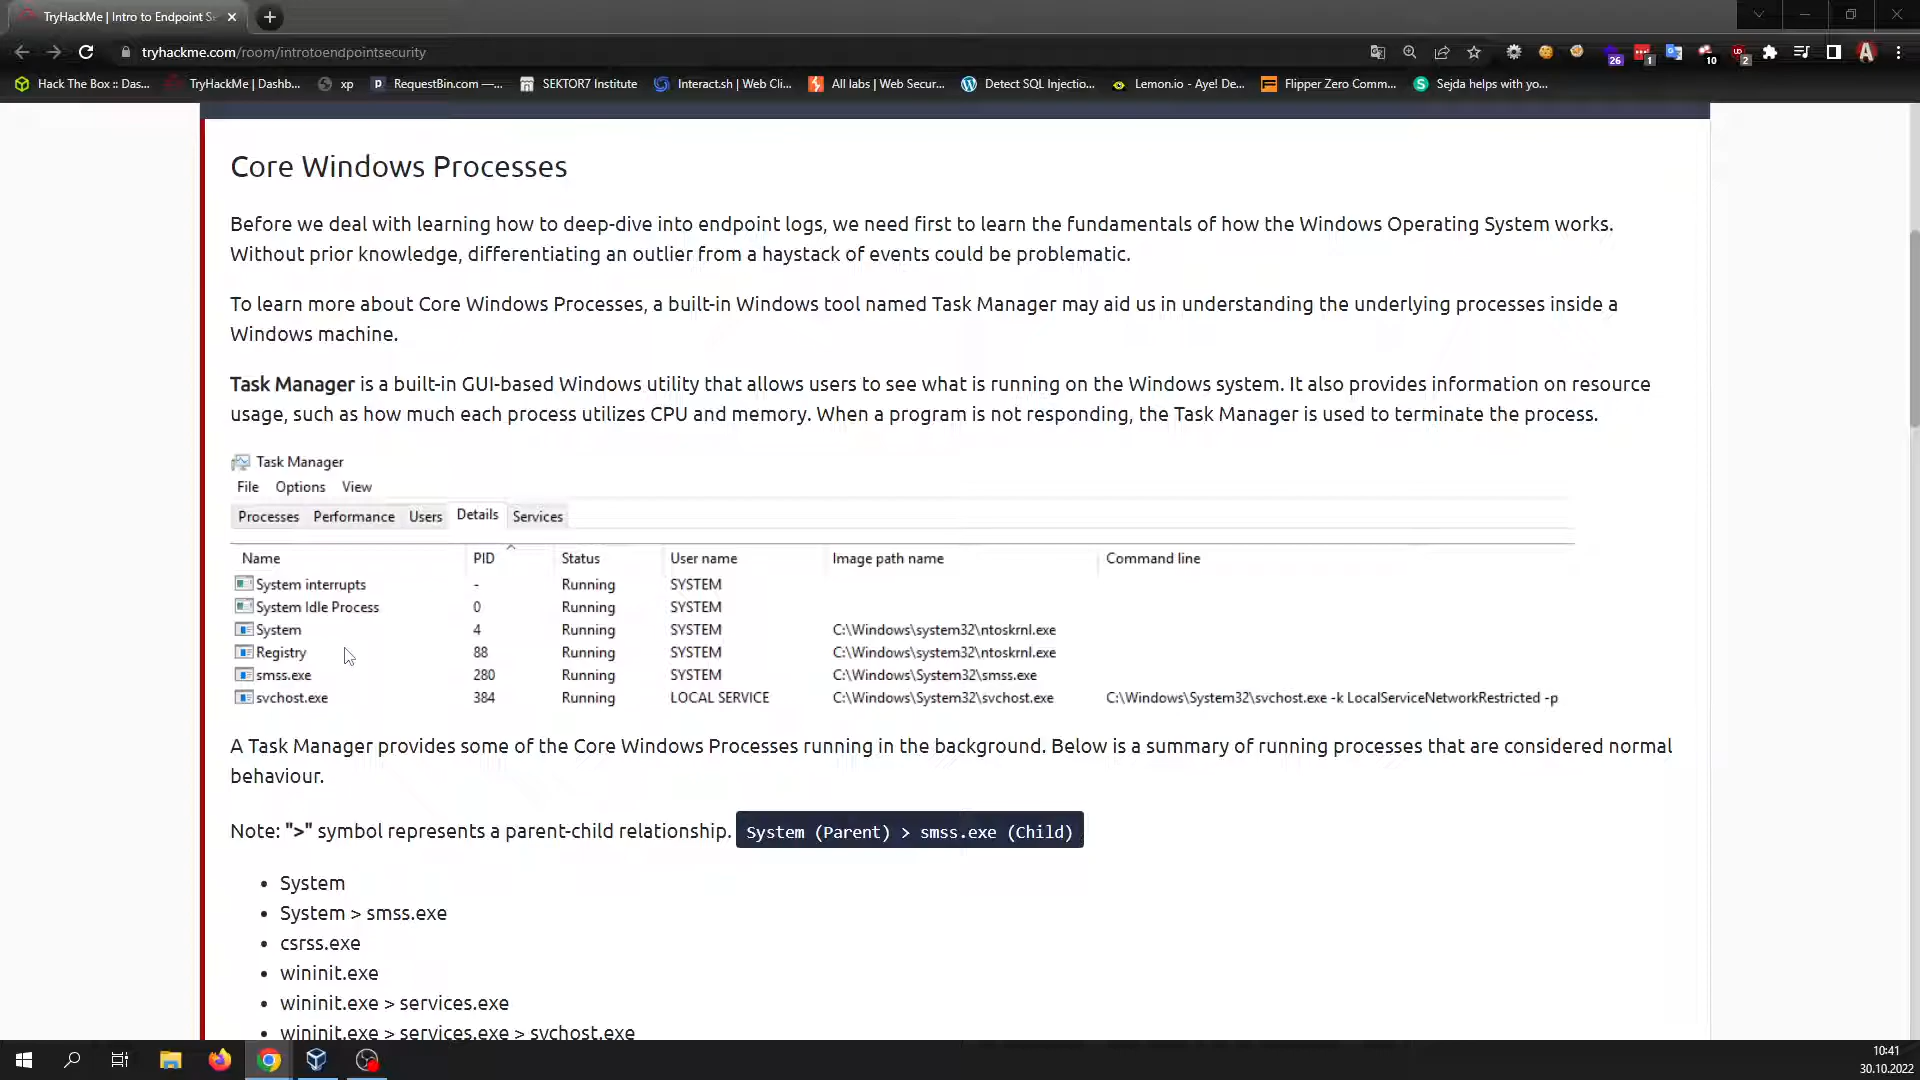 TryHackMe | Intro to Endpoint S
tryhackme.com/room/introtoendpointsecurity
26 1 10 2
Hack The Box :: Das... TryHackMe | Dashb... xp RequestBin.com —... SEKTOR7 Institute Interact.sh | Web Cli... All labs | Web Secur... Detect SQL Injectio... Lemon.io - Aye! De... Flipper Zero Comm... Sejda helps with yo...
Core Windows Processes
Before we deal with learning how to deep-dive into endpoint logs, we need first to learn the fundamentals of how the Windows Operating System works.
Without prior knowledge, differentiating an outlier from a haystack of events could be problematic.
To learn more about Core Windows Processes, a built-in Windows tool named Task Manager may aid us in understanding the underlying processes inside a
Windows machine.
Task Manager is a built-in GUI-based Windows utility that allows users to see what is running on the Windows system. It also provides information on resource
usage, such as how much each process utilizes CPU and memory. When a program is not responding, the Task Manager is used to terminate the process.
Task Manager
File Options View
Processes Performance Users Details Services
Name PID Status User name Image path name Command line
System interrupts - Running SYSTEM
System Idle Process 0 Running SYSTEM
System 4 Running SYSTEM C:\Windows\system32\ntoskrnl.exe
Registry 88 Running SYSTEM C:\Windows\system32\ntoskrnl.exe
smss.exe 280 Running SYSTEM C:\Windows\System32\smss.exe
svchost.exe 384 Running LOCAL SERVICE C:\Windows\System32\svchost.exe C:\Windows\System32\svchost.exe -k LocalServiceNetworkRestricted -p
A Task Manager provides some of the Core Windows Processes running in the background. Below is a summary of running processes that are considered normal
behaviour.
Note: ">" symbol represents a parent-child relationship. System (Parent) > smss.exe (Child)
• System
• System > smss.exe
• csrss.exe
• wininit.exe
• wininit.exe > services.exe
• wininit.exe > services.exe > svchost.exe
10:41
30.10.2022